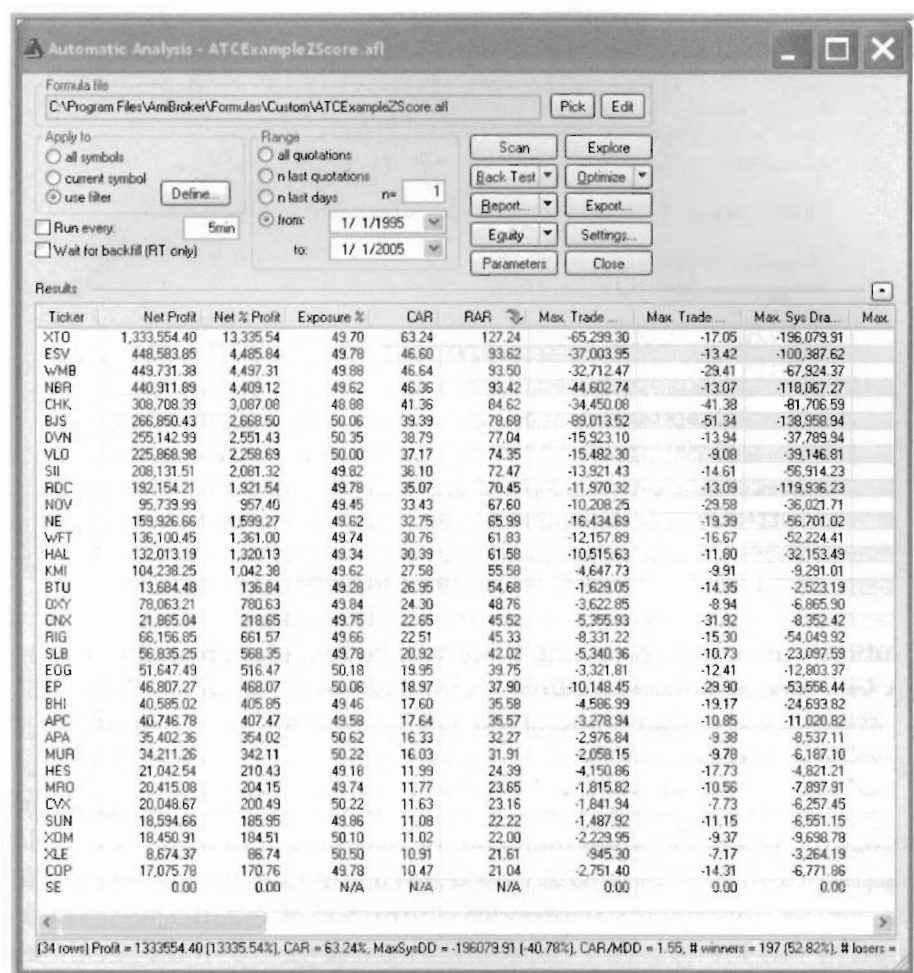 Automatic Analysis - ATCExampleZScore.afl
Formula file
C:\Program Files\AmiBroker\Formulas\Custom\ATCExampleZScore.afl Pick Edit
Apply to
all symbols
current symbol
use filter Define...
Run every: 5min
Wait for backfill (RT only)
Range
all quotations
n last quotations
n last days n= 1
from: 1/ 1/1995
to: 1/ 1/2005
Scan Explore
Back Test Optimize
Report... Export...
Equity Settings...
Parameters Close
Results
Ticker Net Profit Net % Profit Exposure % CAR RAR Max. Trade ... Max. Trade ... Max. Sys Dra... Max.
XTO 1,333,554.40 13,335.54 49.70 63.24 127.24 -65,299.30 -17.05 -196,079.91
ESV 448,583.85 4,485.84 49.78 46.60 93.62 -37,003.95 -13.42 -100,387.62
WMB 449,731.38 4,497.31 49.88 46.64 93.50 -32,712.47 -29.41 -67,924.37
NBR 440,911.89 4,409.12 49.62 46.36 93.42 -44,602.74 -13.07 -118,067.27
CHK 308,708.39 3,087.08 48.88 41.36 84.62 -34,450.08 -41.38 -81,706.59
BJS 266,850.43 2,668.50 50.06 39.39 78.68 -89,013.52 -51.34 -138,958.94
DVN 255,142.99 2,551.43 50.35 38.79 77.04 -15,923.10 -13.94 -37,789.94
VLO 225,868.98 2,258.69 50.00 37.17 74.35 -15,482.30 -9.08 -39,146.81
SII 208,131.51 2,081.32 49.82 36.10 72.47 -13,921.43 -14.61 -56,914.23
RDC 192,154.21 1,921.54 49.78 35.07 70.45 -11,970.32 -13.09 -119,936.23
NOV 95,739.99 957.40 49.45 33.43 67.60 -10,208.25 -29.58 -36,021.71
NE 159,926.66 1,599.27 49.62 32.75 65.99 -16,434.69 -19.39 -56,701.02
WFT 136,100.45 1,361.00 49.74 30.76 61.83 -12,157.89 -16.67 -52,224.41
HAL 132,013.19 1,320.13 49.34 30.39 61.58 -10,515.63 -11.80 -32,153.49
KMI 104,238.25 1,042.38 49.62 27.58 55.58 -4,647.73 -9.91 -9,291.01
BTU 13,684.48 136.84 49.28 26.95 54.68 -1,629.05 -14.35 -2,523.19
OXY 78,063.21 780.63 49.84 24.30 48.76 -3,622.85 -8.94 -6,865.90
CNX 21,865.04 218.65 49.75 22.65 45.52 -5,355.93 -31.92 -8,352.42
RIG 66,156.85 661.57 49.66 22.51 45.33 -8,331.22 -15.30 -54,049.92
SLB 56,835.25 568.35 49.78 20.92 42.02 -5,340.36 -10.73 -23,097.59
EOG 51,647.49 516.47 50.18 19.95 39.75 -3,321.81 -12.41 -12,803.37
EP 46,807.27 468.07 50.06 18.97 37.90 -10,148.45 -29.90 -53,556.44
BHI 40,585.02 405.85 49.46 17.60 35.58 -4,586.99 -19.17 -24,693.82
APC 40,746.78 407.47 49.58 17.64 35.57 -3,278.94 -10.85 -11,020.82
APA 35,402.36 354.02 50.62 16.33 32.27 -2,976.84 -9.38 -8,537.11
MUR 34,211.26 342.11 50.22 16.03 31.91 -2,058.15 -9.78 -6,187.10
HES 21,042.54 210.43 49.18 11.99 24.39 -4,150.86 -17.73 -4,821.21
MRO 20,415.08 204.15 49.74 11.77 23.65 -1,815.82 -10.56 -7,897.91
CVX 20,048.67 200.49 50.22 11.63 23.16 -1,841.94 -7.73 -6,257.45
SUN 18,594.66 185.95 49.86 11.08 22.22 -1,487.92 -11.15 -6,551.15
XOM 18,450.91 184.51 50.10 11.02 22.00 -2,229.95 -9.37 -9,698.78
XLE 8,674.37 86.74 50.50 10.91 21.61 -945.30 -7.17 -3,264.19
COP 17,075.78 170.76 49.78 10.47 21.04 -2,751.40 -14.31 -6,771.86
SE 0.00 0.00 N/A N/A N/A 0.00 0.00 0.00
(34 rows) Profit = 1333554.40 (13335.54%), CAR = 63.24%, MaxSysDD = -196079.91 (-40.78%), CAR/MDD = 1.55, # winners = 197 (52.82%), # losers =